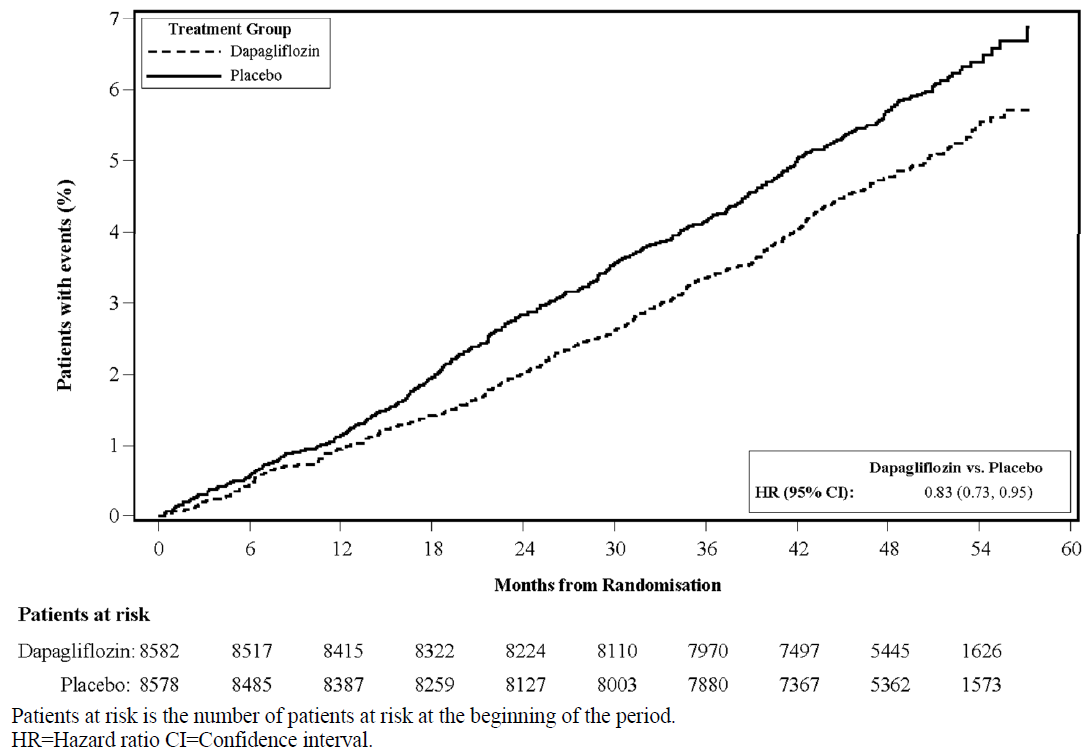 7
6
5
4
3
2
1
0
Patients with events (%)
Treatment Group
Dapagliflozin
Placebo
Dapagliflozin vs. Placebo
HR (95% CI): 0.83 (0.73, 0.95)
0 6 12 18 24 30 36 42 48 54 60
Months from Randomisation
Patients at risk
Dapagliflozin: 8582 8517 8415 8322 8224 8110 7970 7497 5445 1626
Placebo: 8578 8485 8387 8259 8127 8003 7880 7367 5362 1573
Patients at risk is the number of patients at risk at the beginning of the period.
HR=Hazard ratio CI=Confidence interval.